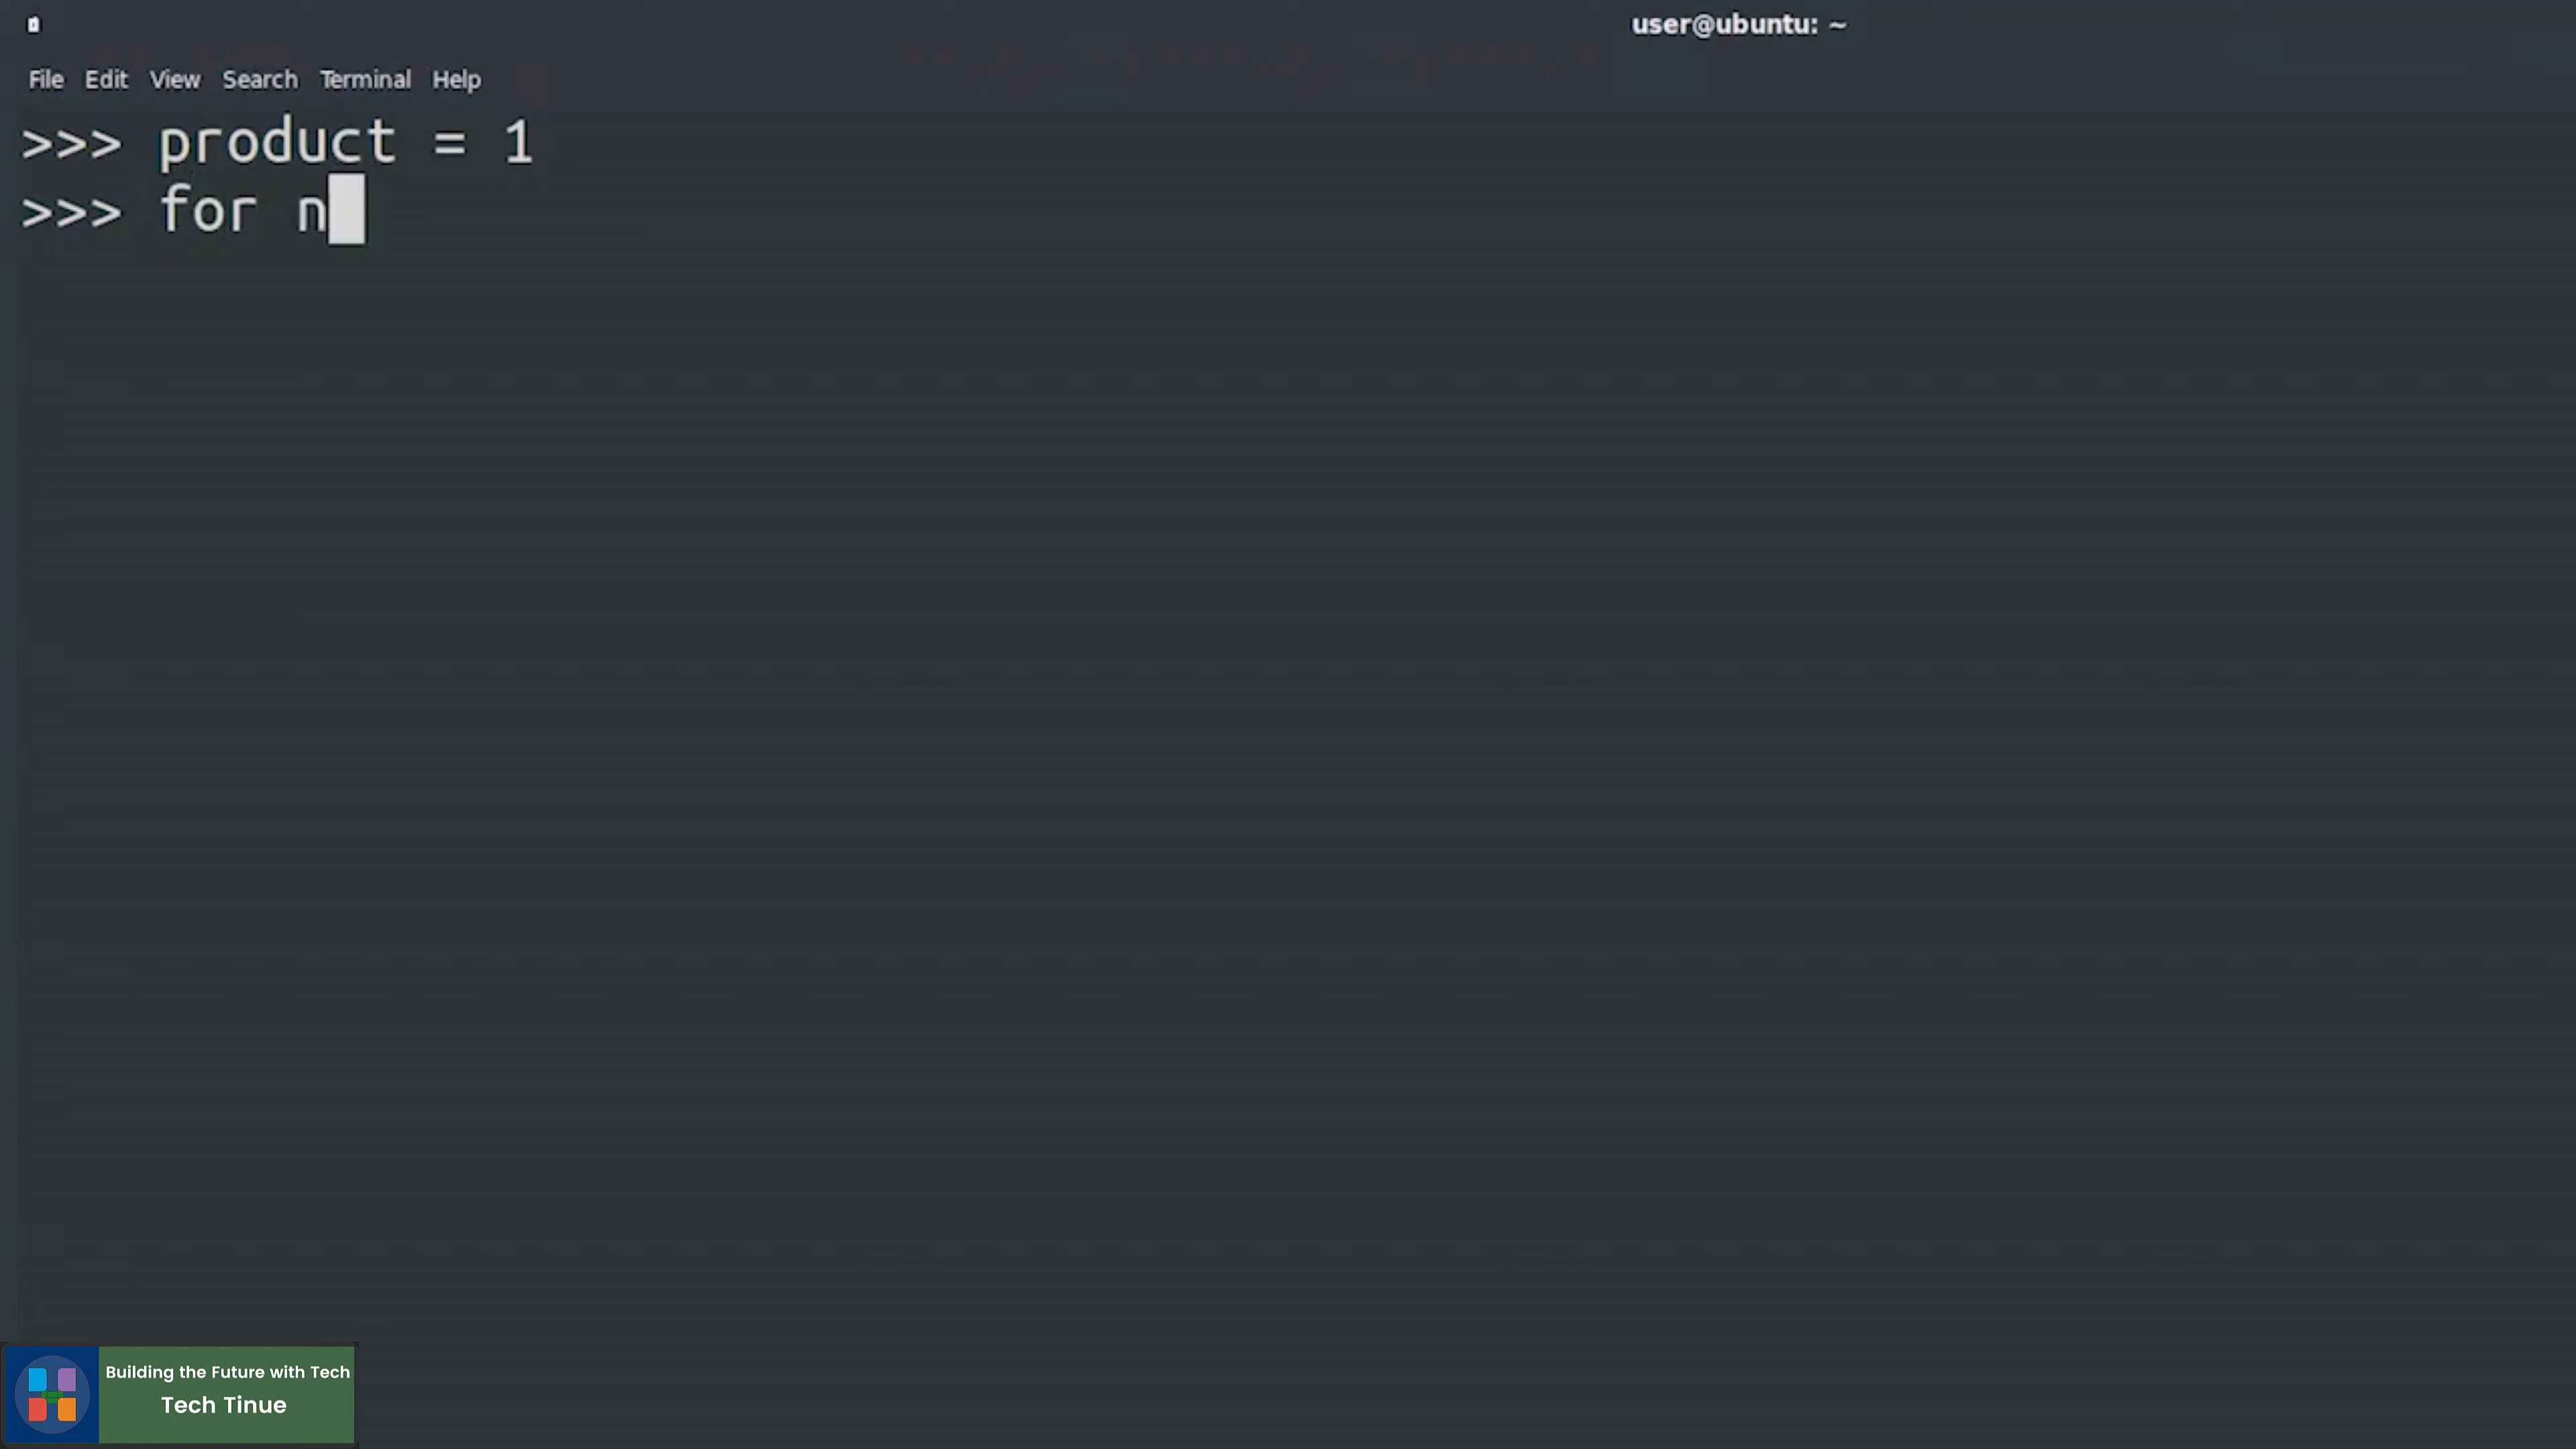 user@ubuntu: ~
File Edit View Search Terminal Help
>>> product = 1
>>> for n
Building the Future with Tech
Tech Tinue